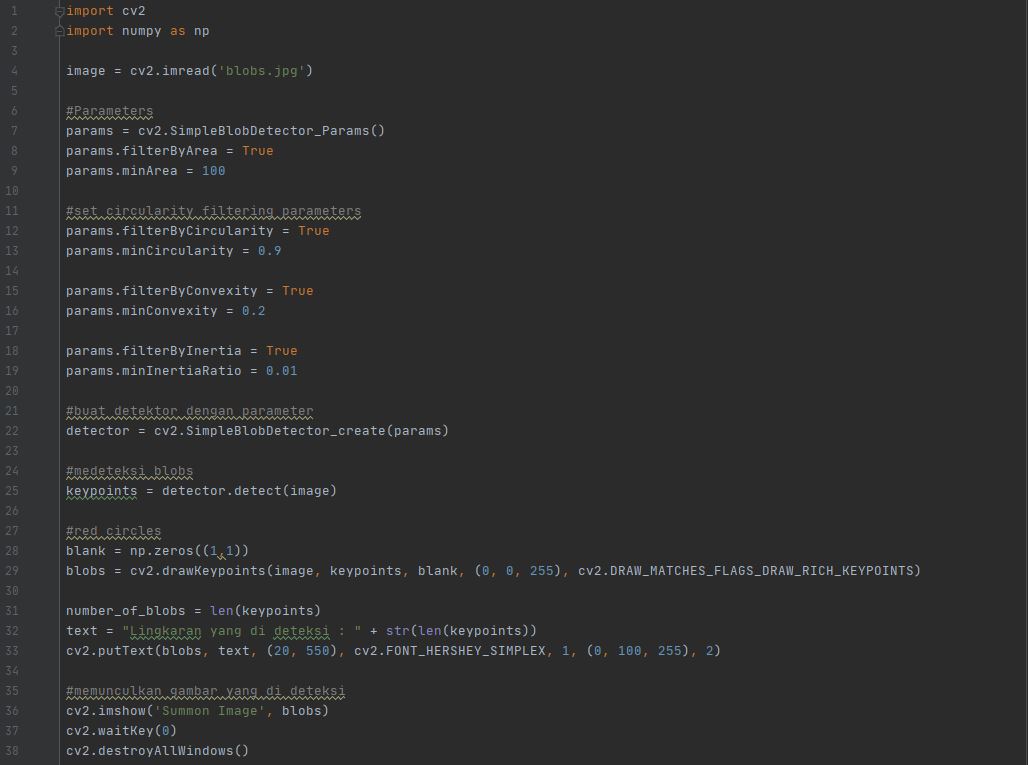 1 import cv2
2 import numpy as np
3
4 image = cv2.imread('blobs.jpg')
5
6 #Parameters
7 params = cv2.SimpleBlobDetector_Params()
8 params.filterByArea = True
9 params.minArea = 100
10
11 #set circularity filtering parameters
12 params.filterByCircularity = True
13 params.minCircularity = 0.9
14
15 params.filterByConvexity = True
16 params.minConvexity = 0.2
17
18 params.filterByInertia = True
19 params.minInertiaRatio = 0.01
20
21 #buat detektor dengan parameter
22 detector = cv2.SimpleBlobDetector_create(params)
23
24 #medeteksi blobs
25 keypoints = detector.detect(image)
26
27 #red circles
28 blank = np.zeros((1,1))
29 blobs = cv2.drawKeypoints(image, keypoints, blank, (0, 0, 255), cv2.DRAW_MATCHES_FLAGS_DRAW_RICH_KEYPOINTS)
30
31 number_of_blobs = len(keypoints)
32 text = "Lingkaran yang di deteksi : " + str(len(keypoints))
33 cv2.putText(blobs, text, (20, 550), cv2.FONT_HERSHEY_SIMPLEX, 1, (0, 100, 255), 2)
34
35 #memunculkan gambar yang di deteksi
36 cv2.imshow('Summon Image', blobs)
37 cv2.waitKey(0)
38 cv2.destroyAllWindows()